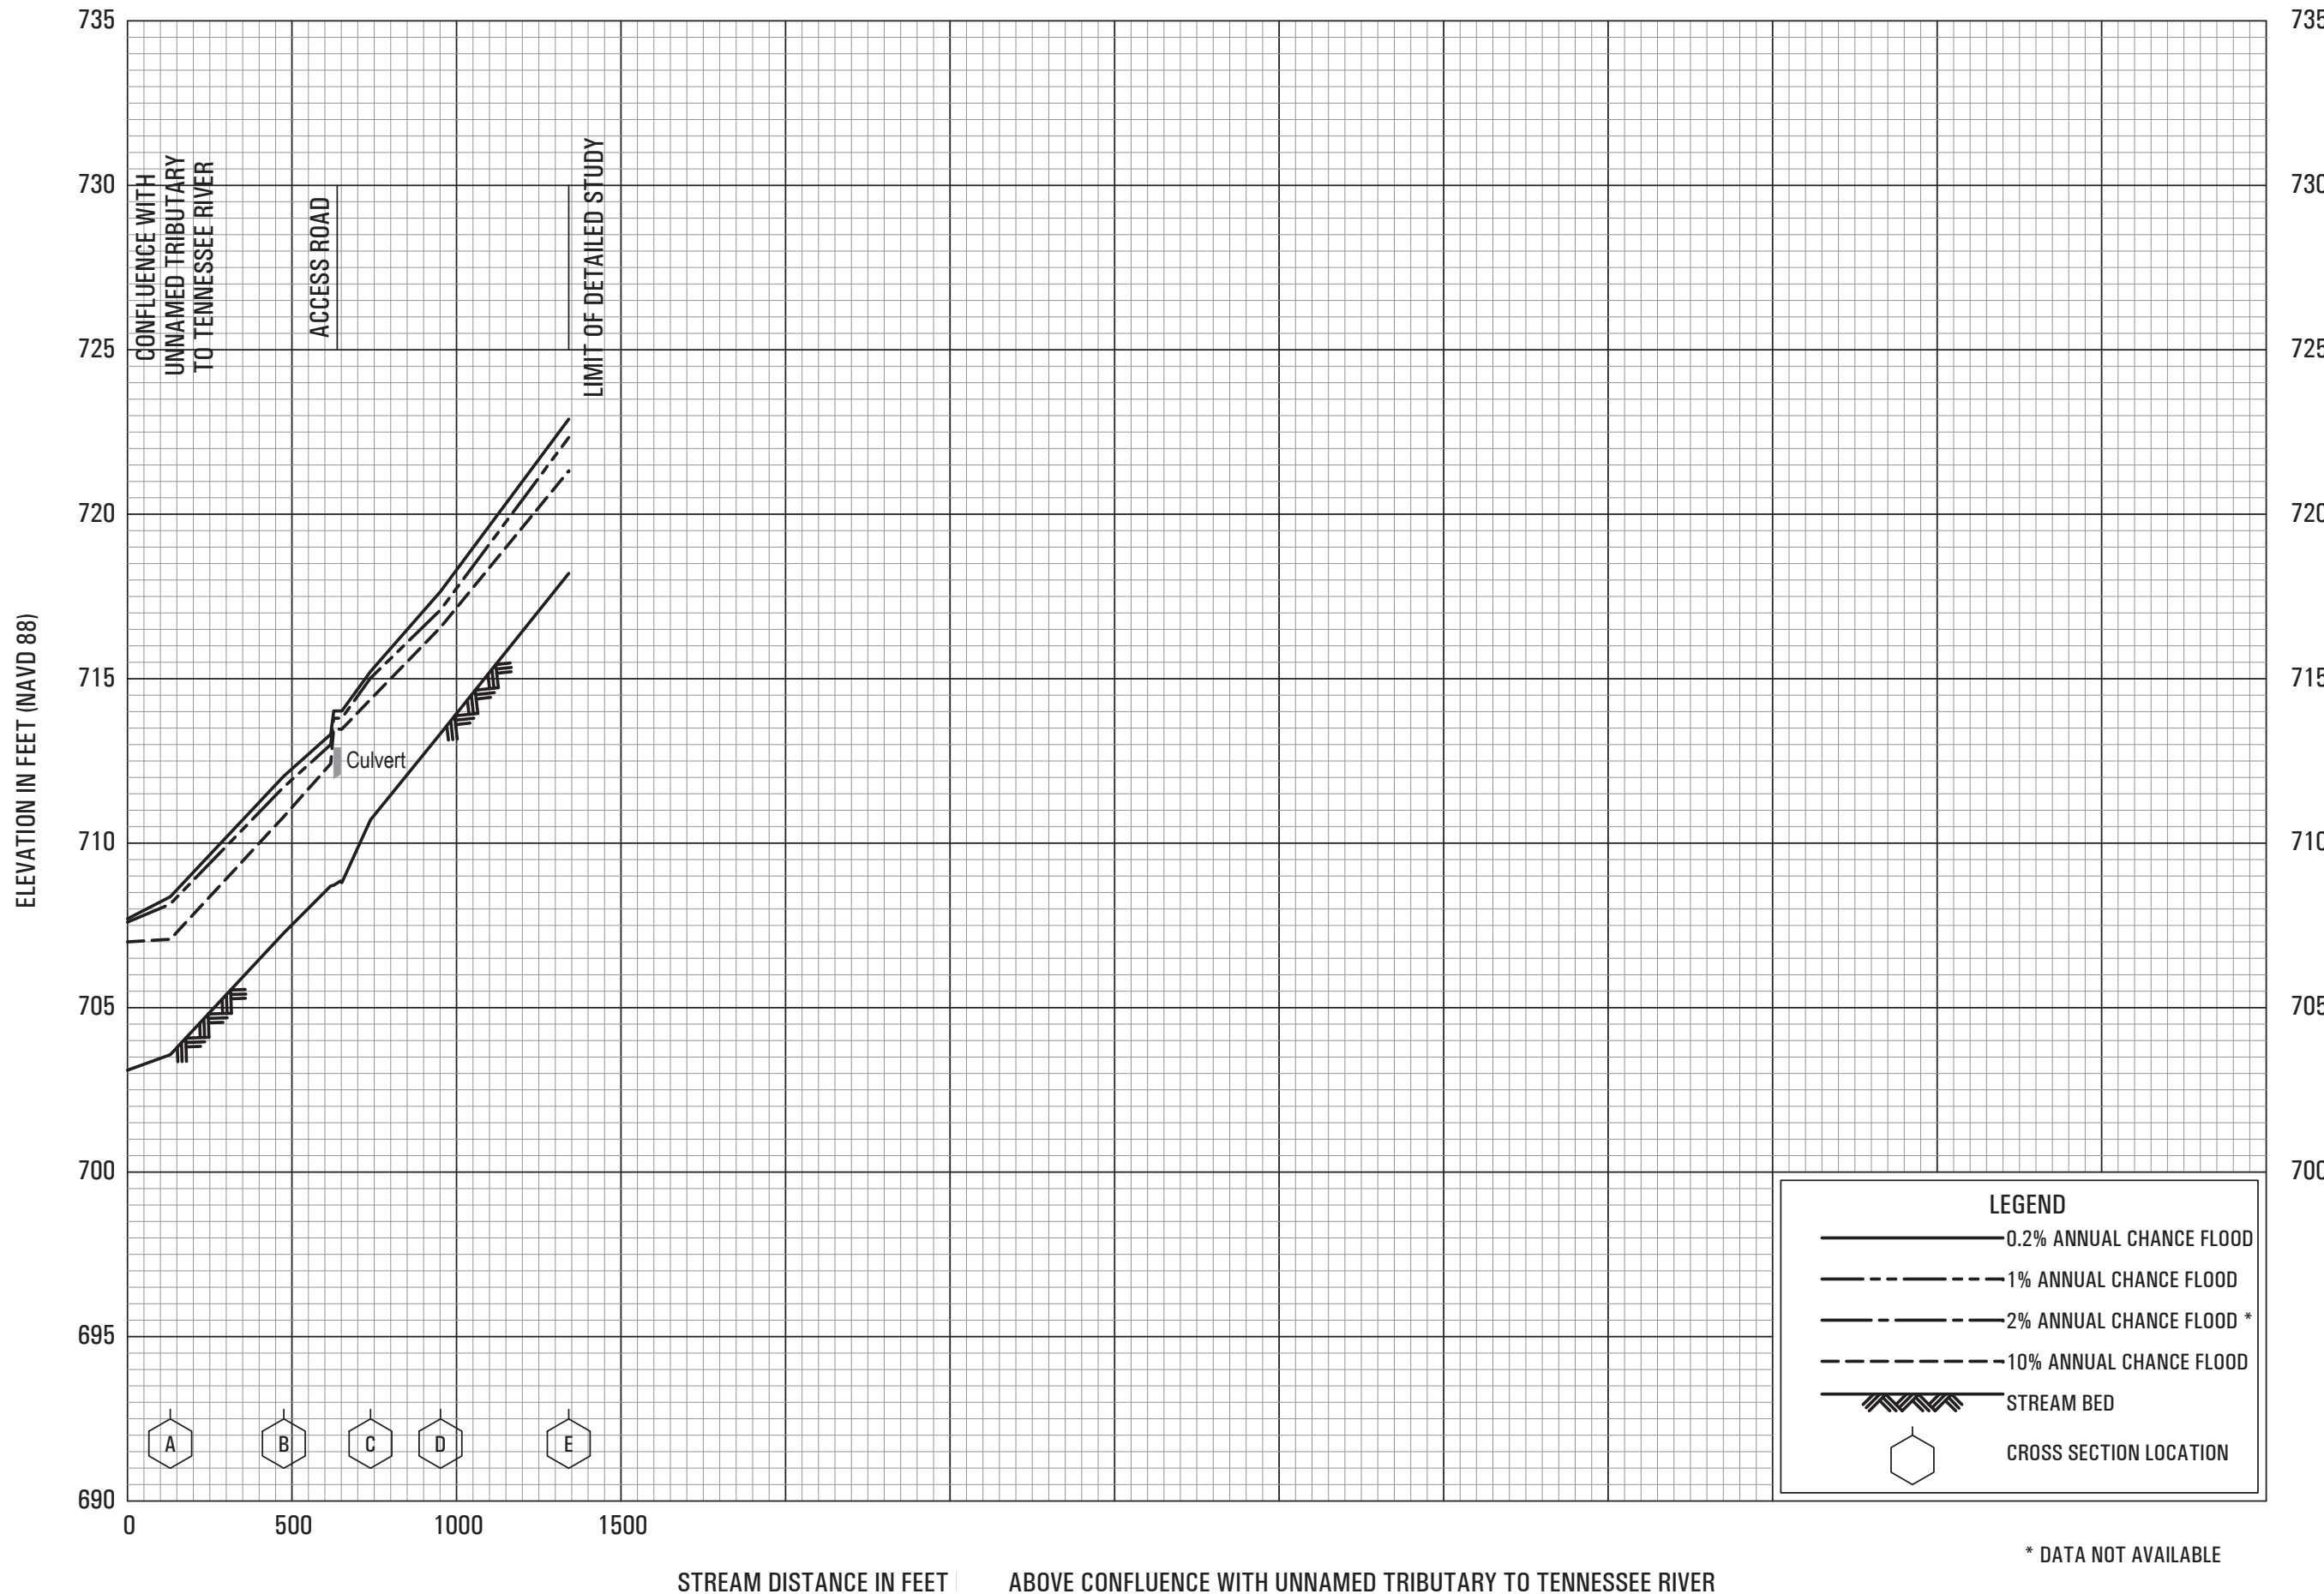 735
735
CONFLUENCE WITH
UNNAMED TRIBUTARY
TO TENNESSEE RIVER
ACCESS ROAD
LIMIT OF DETAILED STUDY
730
730
725
725
720
720
ELEVATION IN FEET (NAVD 88)
715
715
Culvert
710
710
705
705
700
700
LEGEND
0.2% ANNUAL CHANCE FLOOD
1% ANNUAL CHANCE FLOOD
2% ANNUAL CHANCE FLOOD *
10% ANNUAL CHANCE FLOOD
STREAM BED
CROSS SECTION LOCATION
695
A B C D E
690
0 500 1000 1500
* DATA NOT AVAILABLE
STREAM DISTANCE IN FEET ABOVE CONFLUENCE WITH UNNAMED TRIBUTARY TO TENNESSEE RIVER